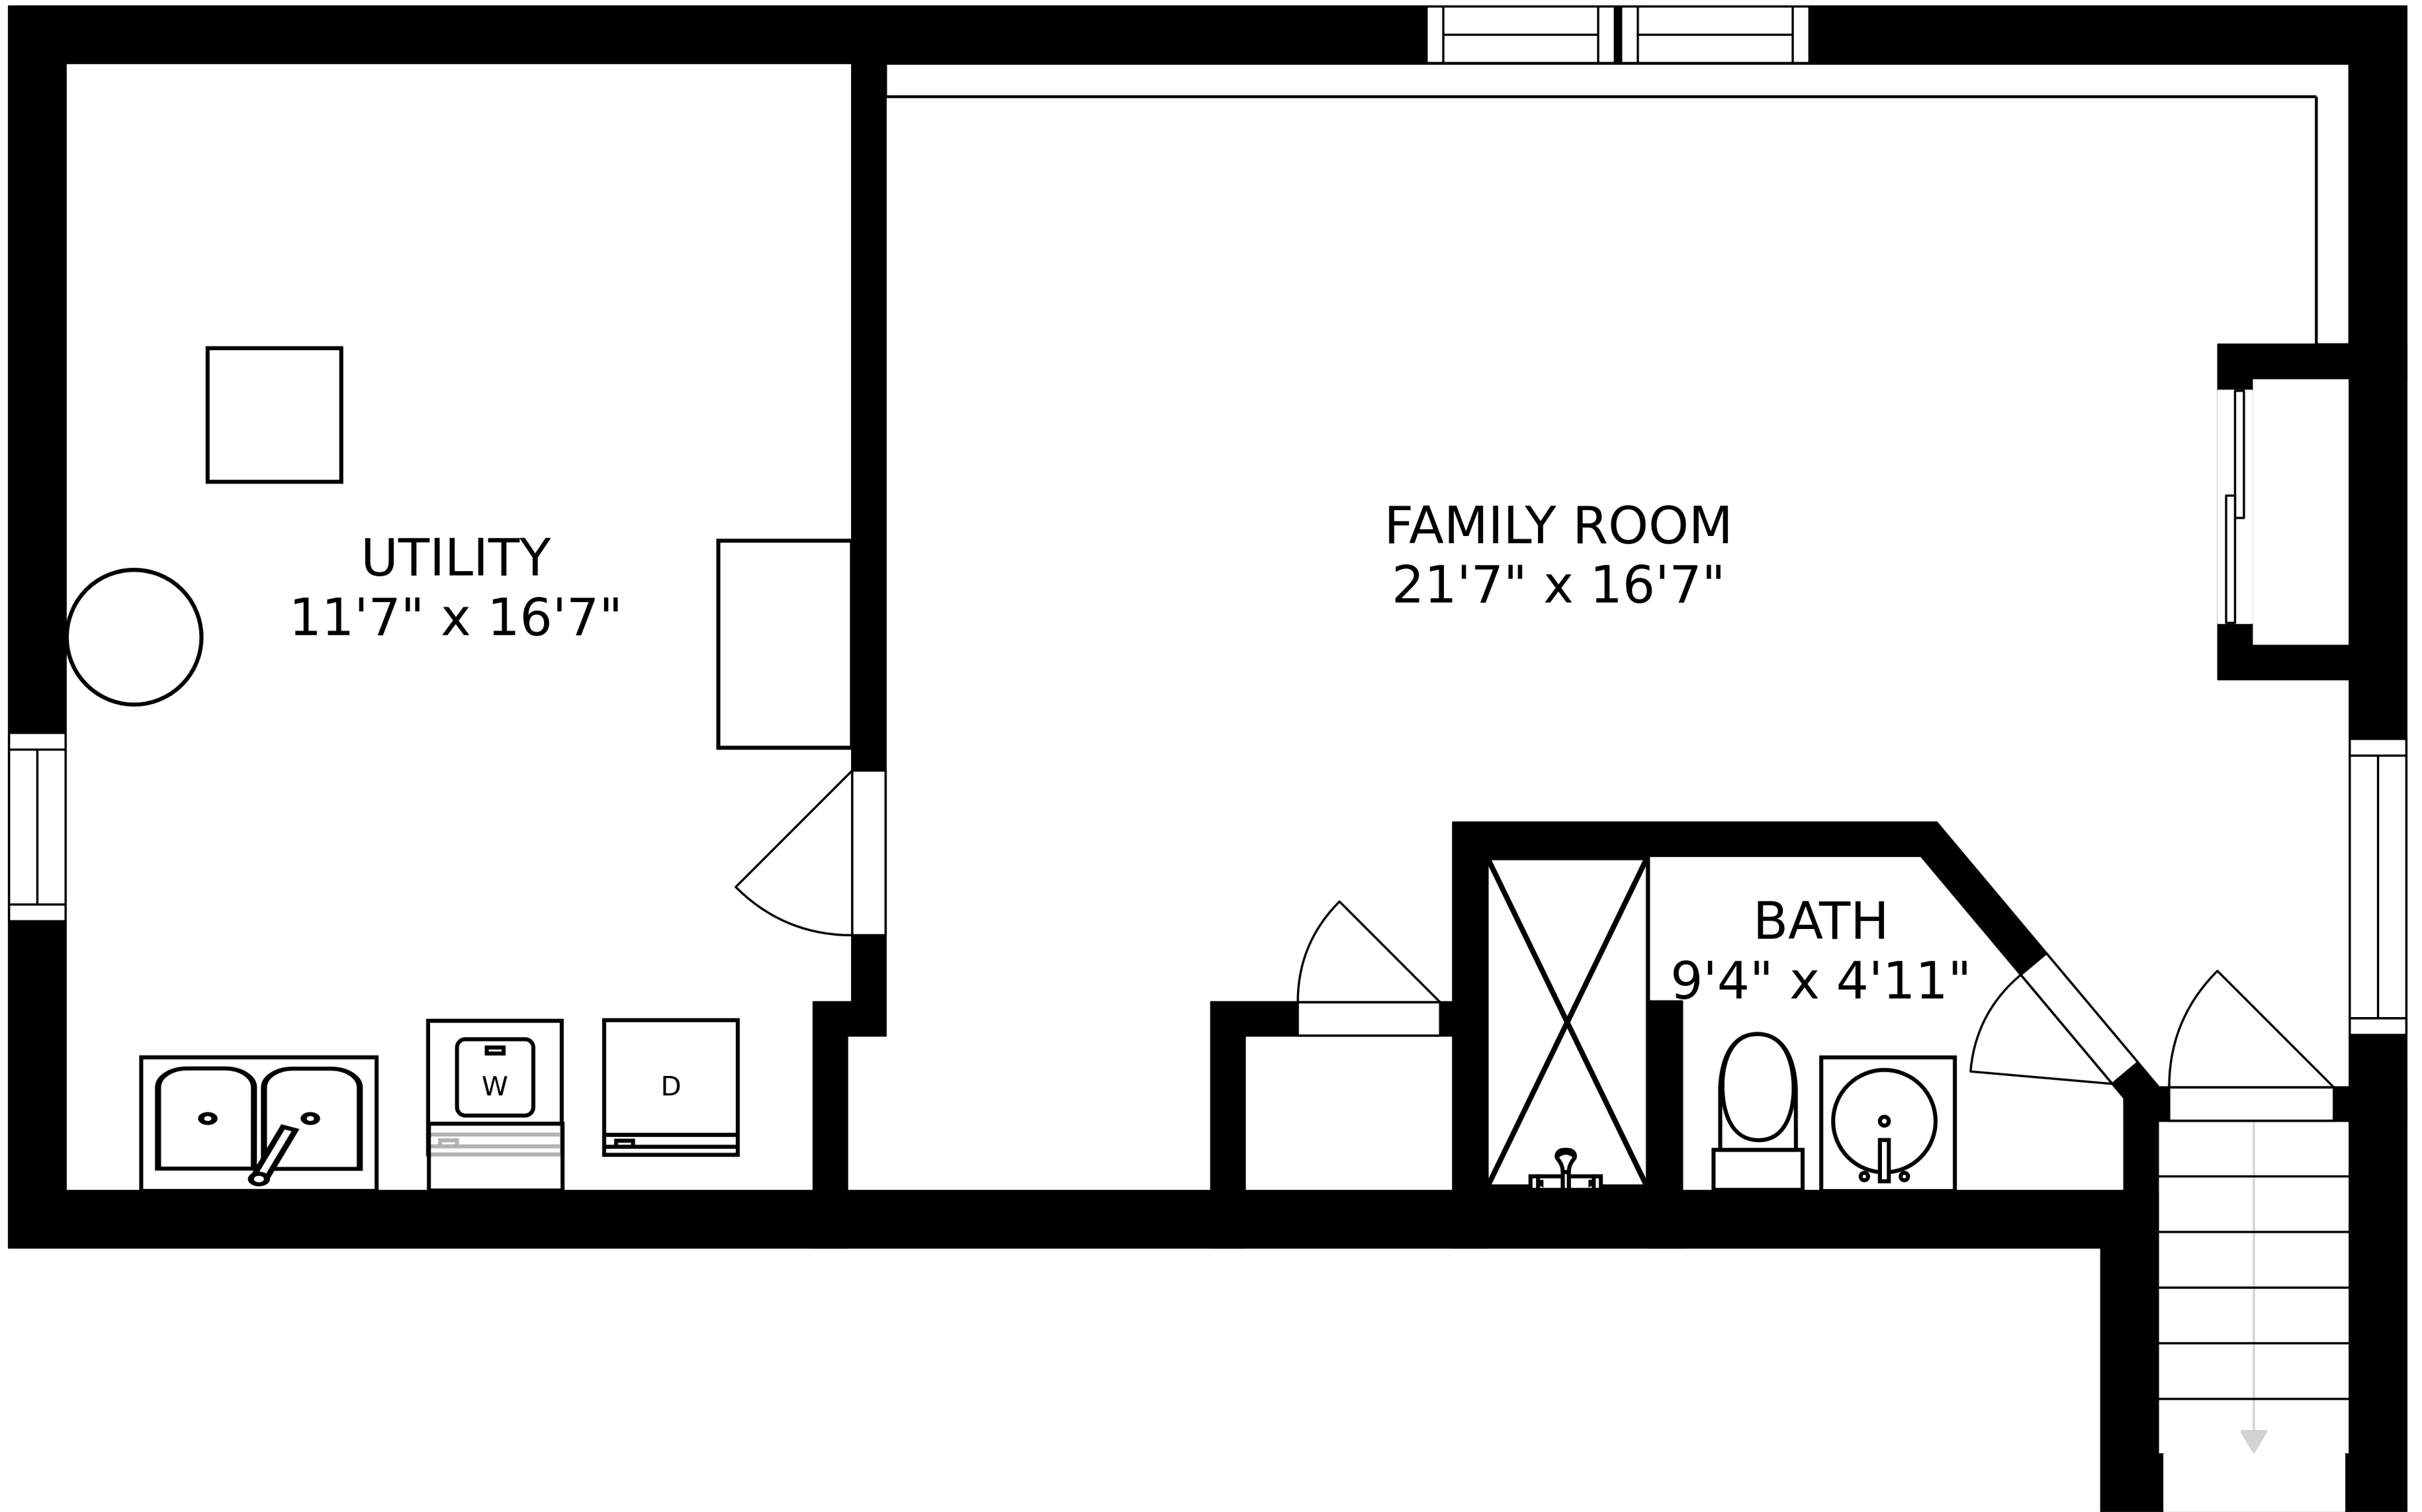 UTILITY
11'7" x 16'7"
FAMILY ROOM
21'7" x 16'7"
BATH
9'4" x 4'11"
W
D